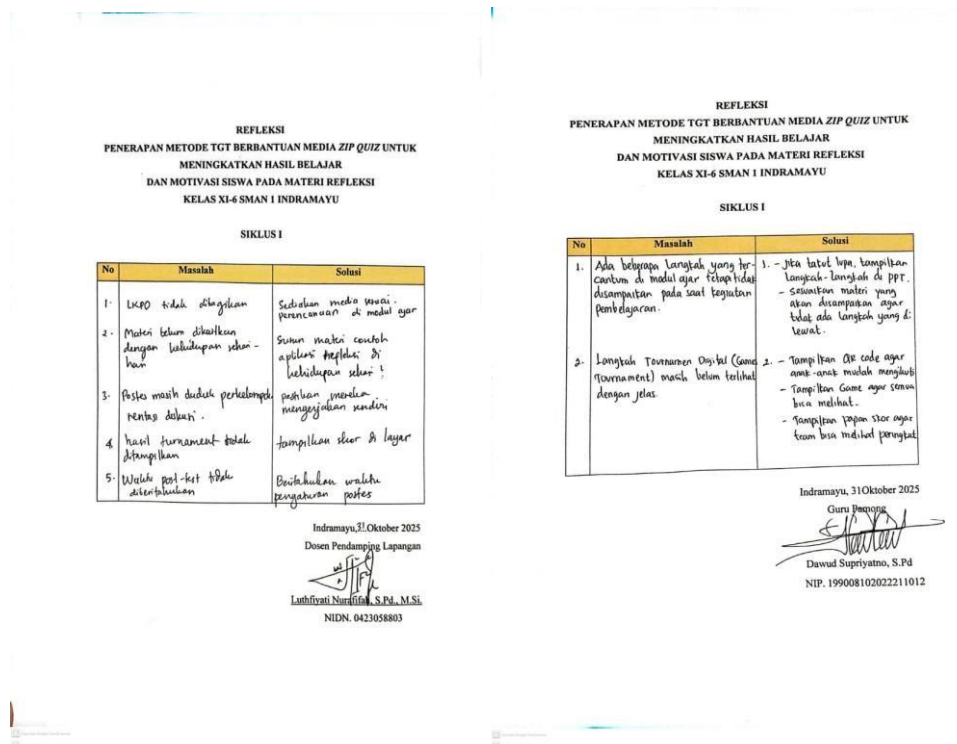 REFLEKSI
PENERAPAN METODE TGT BERBANTUAN MEDIA ZIP QUIZ UNTUK
MENINGKATKAN HASIL BELAJAR
DAN MOTIVASI SISWA PADA MATERI REFLEKSI
KELAS XI-6 SMAN 1 INDRAMAYU
SIKLUS I
No Masalah Solusi
1. LKPD tidak dibagikan
Sediakan media sesuai
perencanaan di modul ajar
2. Materi belum dikaitkan
dengan kehidupan sehari-
hari
Susun materi contoh
aplikasi Refleksi di
kehidupan sehari
3. Postes masih duduk perkelompok
rentan diskusi.
pastikan mereka
mengerjakan sendiri
4. hasil turnament tidak
ditampilkan
tampilkan skor di layar
5. Waktu post-test tidak
diberitahukan
Beritahukan waktu
pengaturan postes
Indramayu, 31 Oktober 2025
Dosen Pendamping Lapangan
Luthfiyati Nurafifah, S.Pd., M.Si.
NIDN. 0423058803
REFLEKSI
PENERAPAN METODE TGT BERBANTUAN MEDIA ZIP QUIZ UNTUK
MENINGKATKAN HASIL BELAJAR
DAN MOTIVASI SISWA PADA MATERI REFLEKSI
KELAS XI-6 SMAN 1 INDRAMAYU
SIKLUS I
No Masalah Solusi
1. Ada beberapa Langkah yang ter-
cantum di modul ajar tetapi tidak
disampaikan pada saat kegiatan
Pembelajaran.
1. - Jika takut lupa, tampilkan
langkah-langkah di PPT.
- Sesuaikan materi yang
akan disampaikan agar
tidak ada langkah yang di
lewat.
2. Langkah Tournamen Digital (Game
Tournament) masih belum terlihat
dengan jelas.
2. - Tampilkan QR code agar
anak-anak mudah mengikuti
- Tampilkan Game agar semua
bisa melihat.
- Tampilkan papan skor agar
team bisa melihat peringkat
Indramayu, 31Oktober 2025
Guru Pamong
Dawud Supriyatno, S.Pd
NIP. 199008102022211012